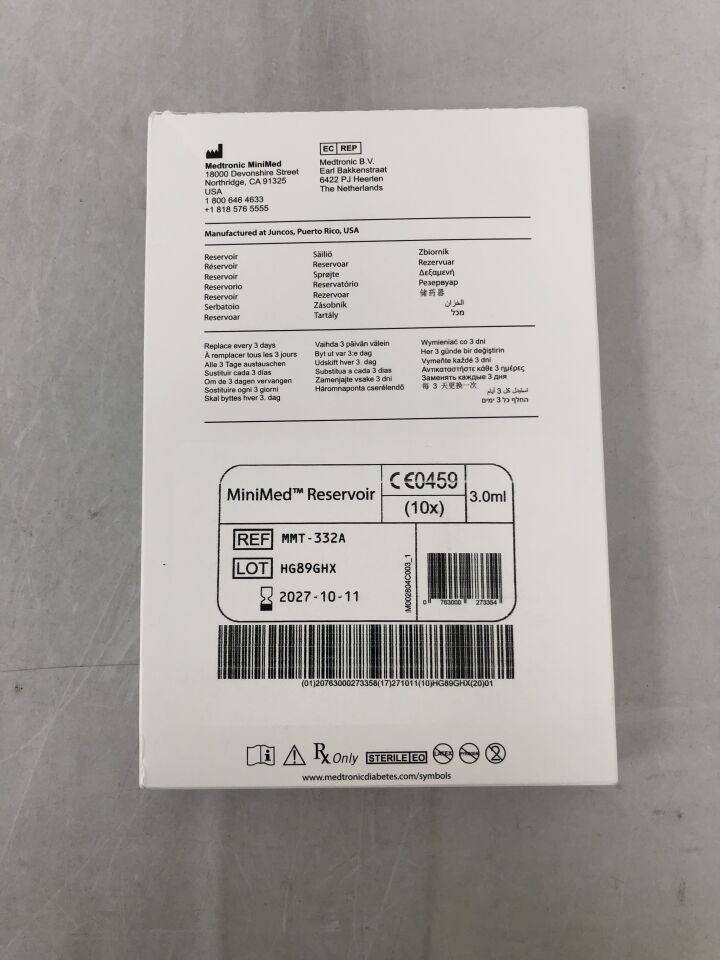 Medtronic MiniMed
18000 Devonshire Street
Northridge, CA 91325
USA
1 800 646 4633
+1 818 576 5555
EC REP
Medtronic B.V.
Earl Bakkenstraat
6422 PJ Heerlen
The Netherlands
Manufactured at Juncos, Puerto Rico, USA
Reservoir
Réservoir
Reservoir
Reservorio
Reservoir
Serbatoio
Reservoar
Säiliö
Reservoar
Sprøjte
Reservatório
Rezervoar
Zásobník
Tartály
Zbiornik
Rezervuar
Δεξαμενή
Резервуар
储药器
الخزان
מכל
Replace every 3 days
À remplacer tous les 3 jours
Alle 3 Tage austauschen
Sustituir cada 3 días
Om de 3 dagen vervangen
Sostituire ogni 3 giorni
Skal byttes hver 3. dag
Vaihda 3 päivän välein
Byt ut var 3:e dag
Udskift hver 3. dag
Substitua a cada 3 dias
Zamenjajte vsake 3 dni
Háromnaponta cserélendő
Wymieniać co 3 dni
Her 3 günde bir değiştirin
Vymeňte každé 3 dni
Αντικαταστήστε κάθε 3 ημέρες
Заменять каждые 3 дня
每 3 天更换一次
استبدل كل 3 أيام
החלף כל 3 ימים
MiniMed™ Reservoir
CE0459
(10x)
3.0ml
REF MMT-332A
LOT HG89GHX
2027-10-11
IM002804C003_1
0 763000 273354
(01)20763000273358(17)271011(10)HG89GHX(20)01
Rx Only
STERILE EO
LATEX
2
www.medtronicdiabetes.com/symbols